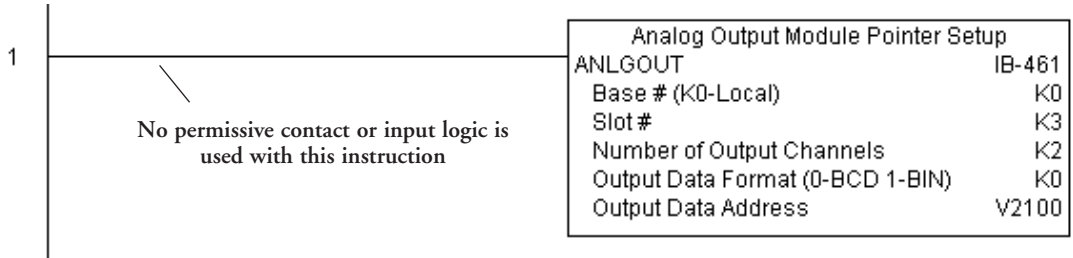 1
Analog Output Module Pointer Setup
ANLGOUT IB-461
Base # (K0-Local) K0
Slot # K3
Number of Output Channels K2
Output Data Format (0-BCD 1-BIN) K0
Output Data Address V2100
No permissive contact or input logic is
used with this instruction